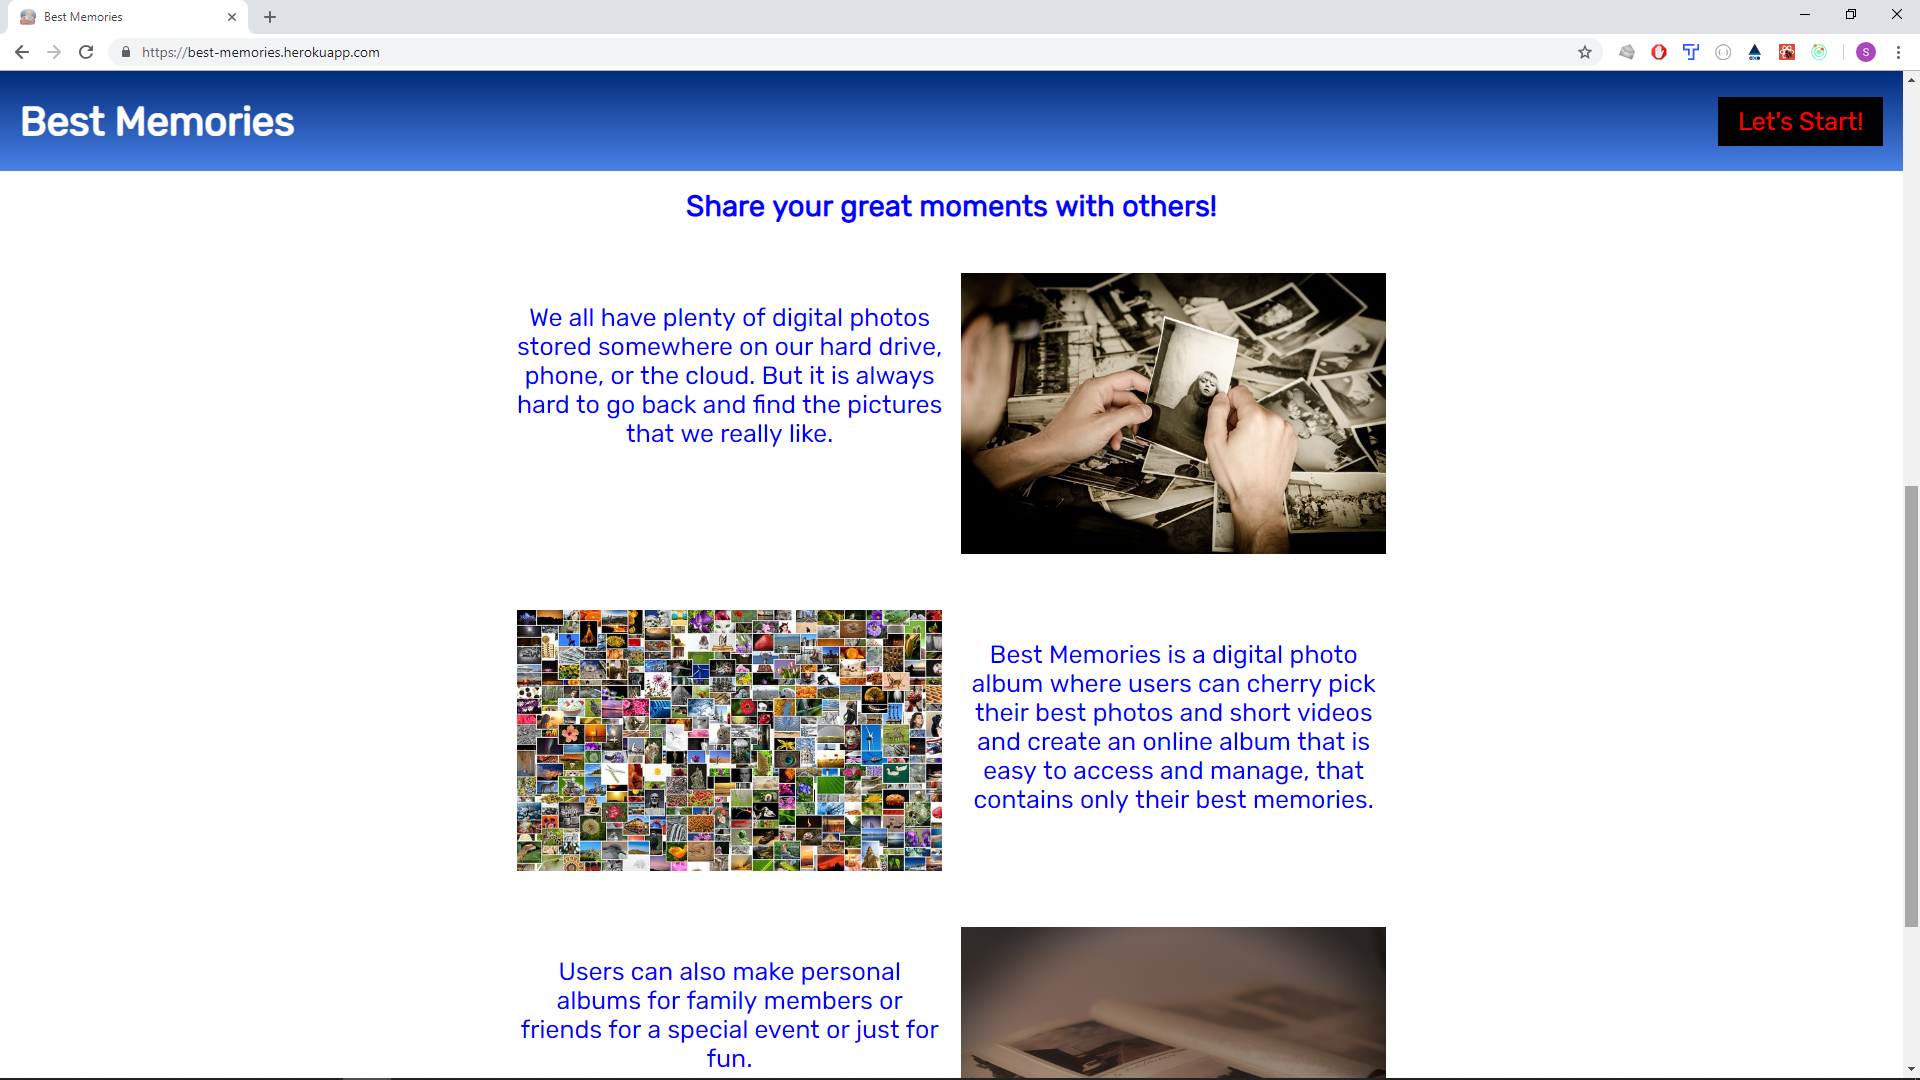 Best Memories
https://best-memories.herokuapp.com
S
Best Memories
Let's Start!
Share your great moments with others!
We all have plenty of digital photos
stored somewhere on our hard drive,
phone, or the cloud. But it is always
hard to go back and find the pictures
that we really like.
Best Memories is a digital photo
album where users can cherry pick
their best photos and short videos
and create an online album that is
easy to access and manage, that
contains only their best memories.
Users can also make personal
albums for family members or
friends for a special event or just for
fun.